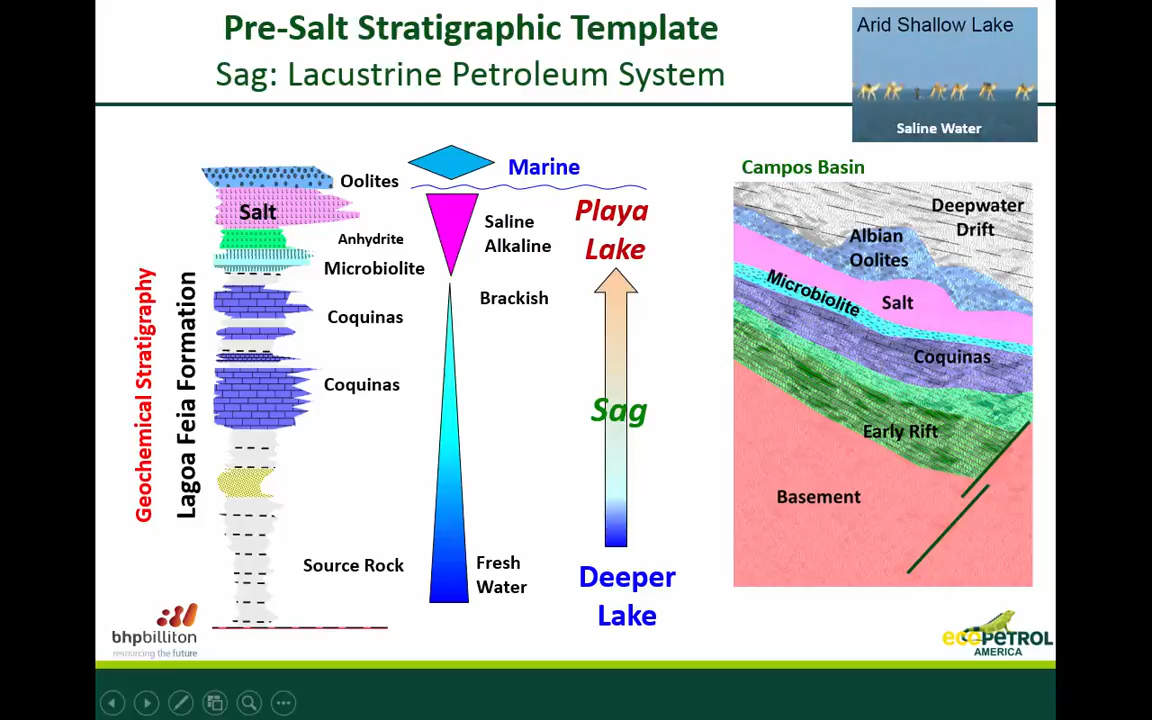 Pre-Salt Stratigraphic Template
Sag: Lacustrine Petroleum System
Arid Shallow Lake
Saline Water
Geochemical Stratigraphy
Lagoa Feia Formation
Oolites
Salt
Anhydrite
Microbiolite
Coquinas
Coquinas
Source Rock
Marine
Saline
Alkaline
Brackish
Fresh
Water
Playa
Lake
Sag
Deeper
Lake
Campos Basin
Deepwater
Drift
Albian
Oolites
Microbiolite
Salt
Coquinas
Early Rift
Basement
bhpbilliton
resourcing the future
ecoPETROL
AMERICA